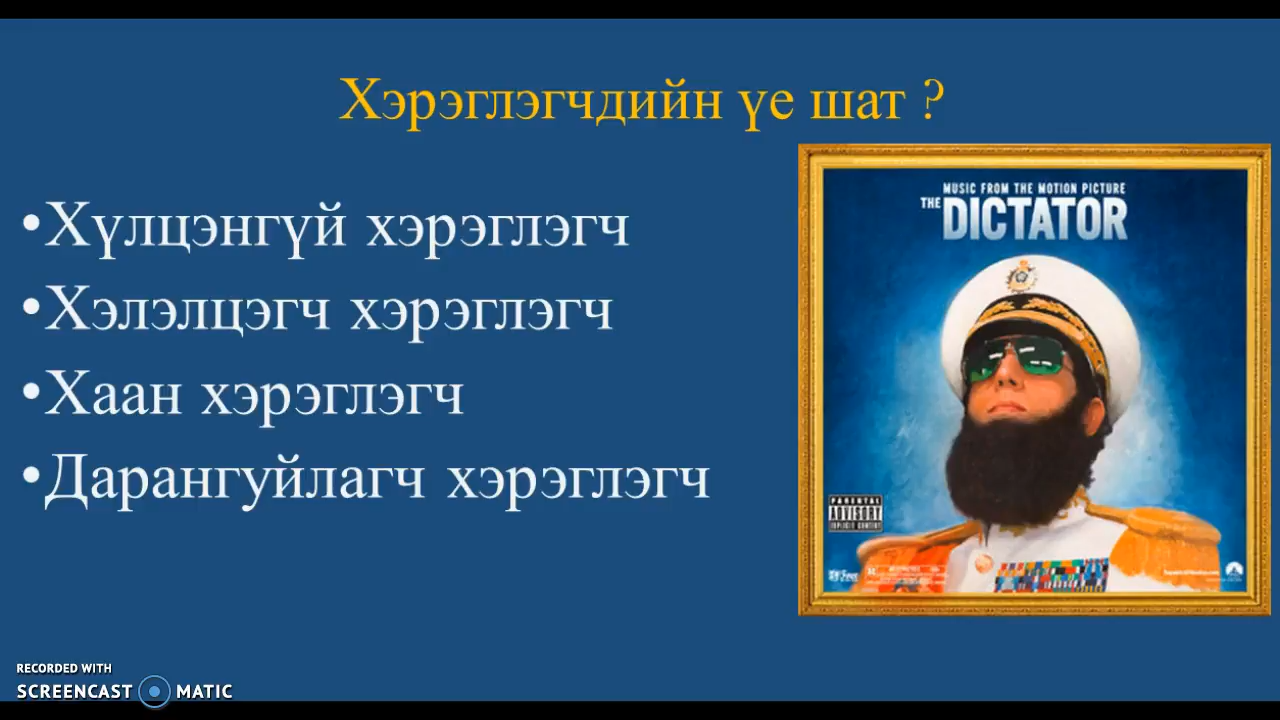 Хэрэглэгчдийн үе шат ?
•Хүлцэнгүй хэрэглэгч
•Хэлэлцэгч хэрэглэгч
•Хаан хэрэглэгч
•Дарангуйлагч хэрэглэгч
MUSIC FROM THE MOTION PICTURE
THE DICTATOR
PARENTAL
ADVISORY
EXPLICIT CONTENT
RECORDED WITH
SCREENCAST MATIC